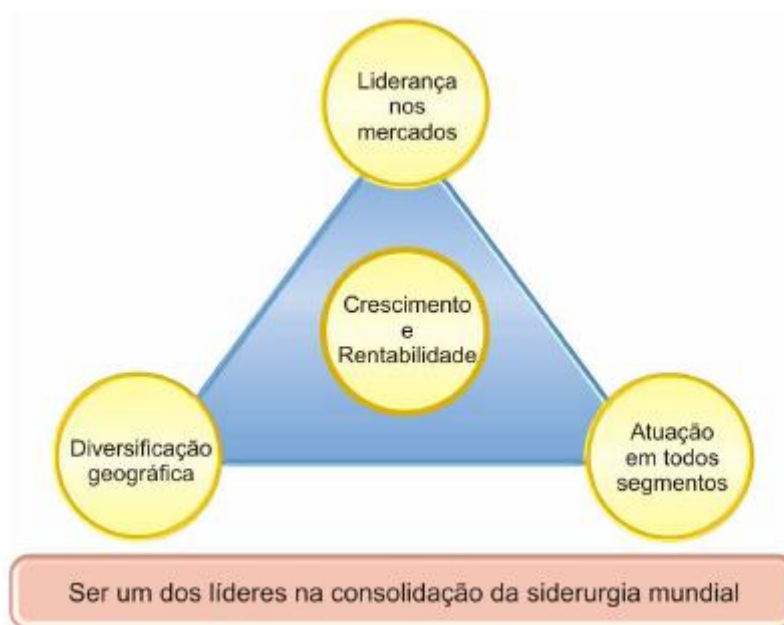 Liderança
nos
mercados
Crescimento
e
Rentabilidade
Diversificação
geográfica
Atuação
em todos
segmentos
Ser um dos líderes na consolidação da siderurgia mundial